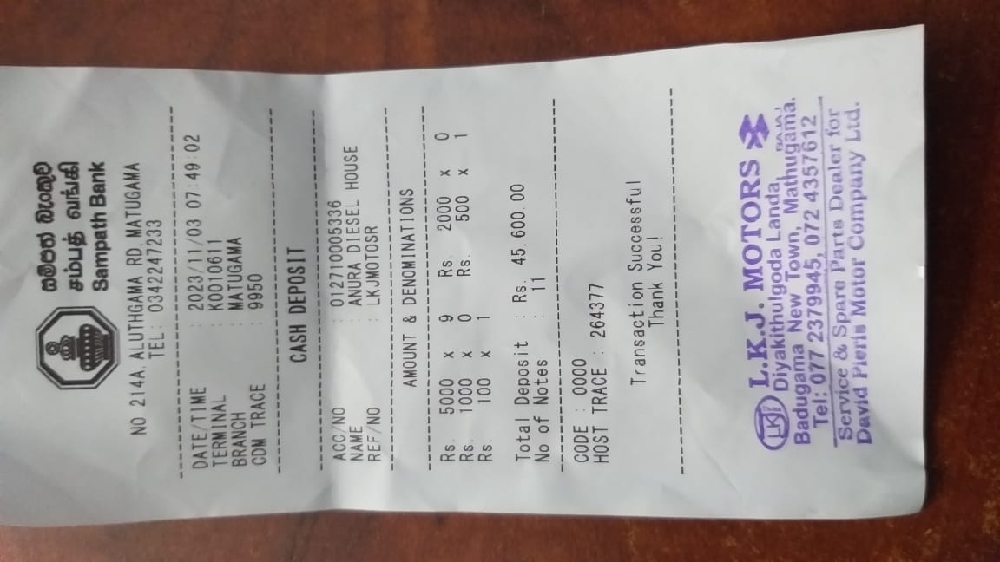 සම්පත් බැංකුව
சம்பத் வங்கி
Sampath Bank
NO 214A, ALUTHGAMA RD MATUGAMA
TEL : 0342247233
DATE/TIME : 2023/11/03 07:49:02
TERMINAL : K0010611
BRANCH : MATUGAMA
CDM TRACE : 9950
CASH DEPOSIT
ACC/NO : 012710005336
NAME : ANURA DIESEL HOUSE
REF/NO : LKJMOTOSR
AMOUNT & DENOMINATIONS
Rs. 5000 x 9 Rs. 2000 x 0
Rs. 1000 x 0 Rs. 500 x 1
Rs 100 x 1
Total Deposit : Rs. 45,600.00
No of Notes : 11
CODE : 0000
HOST TRACE : 264377
Transaction Successful
Thank You!
LKJ L.K.J. MOTORS
BAJAJ
Diyakithulgoda Landa,
Badugama New Town, Mathugama.
Tel: 077 2379945, 072 4357612
Service & Spare Parts Dealer for
David Pieris Motor Company Ltd.